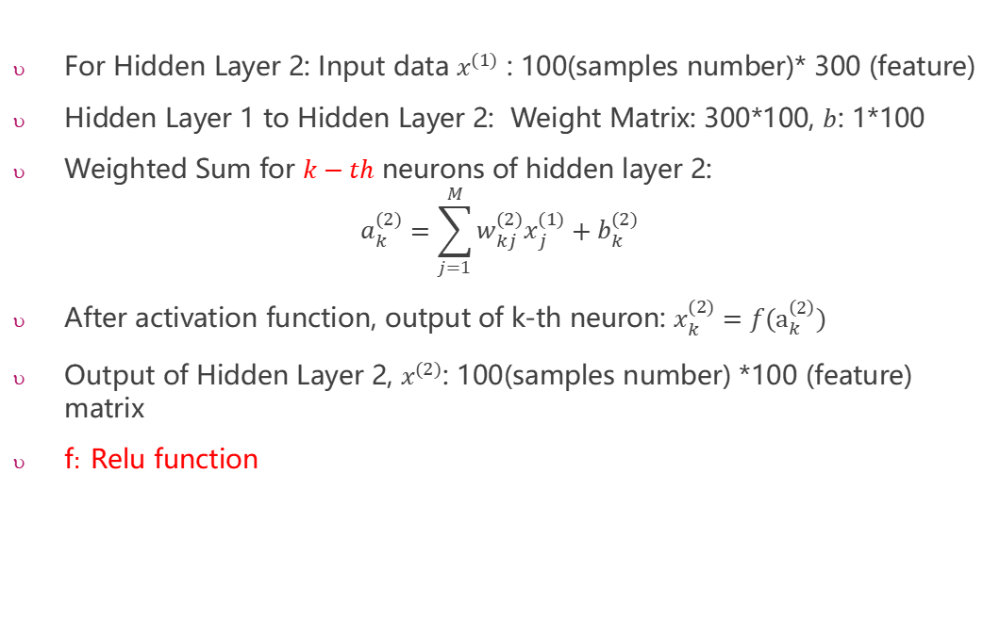 υ For Hidden Layer 2: Input data 𝑥⁽¹⁾ : 100(samples number)* 300 (feature)
υ Hidden Layer 1 to Hidden Layer 2:  Weight Matrix: 300*100, 𝑏: 1*100
υ Weighted Sum for 𝑘 − 𝑡ℎ neurons of hidden layer 2:
a_k^(2) = ∑_{j=1}^{M} w_kj^(2) x_j^(1) + b_k^(2)
υ After activation function, output of k-th neuron: x_k^(2) = f(a_k^(2))
υ Output of Hidden Layer 2, 𝑥⁽²⁾: 100(samples number) *100 (feature)
matrix
υ f: Relu function